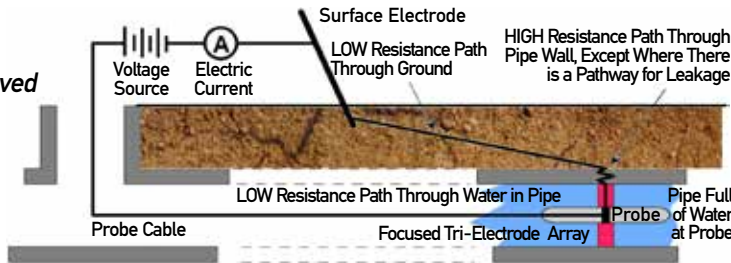 Surface Electrode
ved
A
Voltage
Source
Electric
Current
LOW Resistance Path
Through Ground
HIGH Resistance Path Through
Pipe Wall, Except Where There
is a Pathway for Leakage
LOW Resistance Path Through Water in Pipe
Probe Cable
Focused Tri-Electrode Array
Probe
Pipe Full
of Water
at Probe